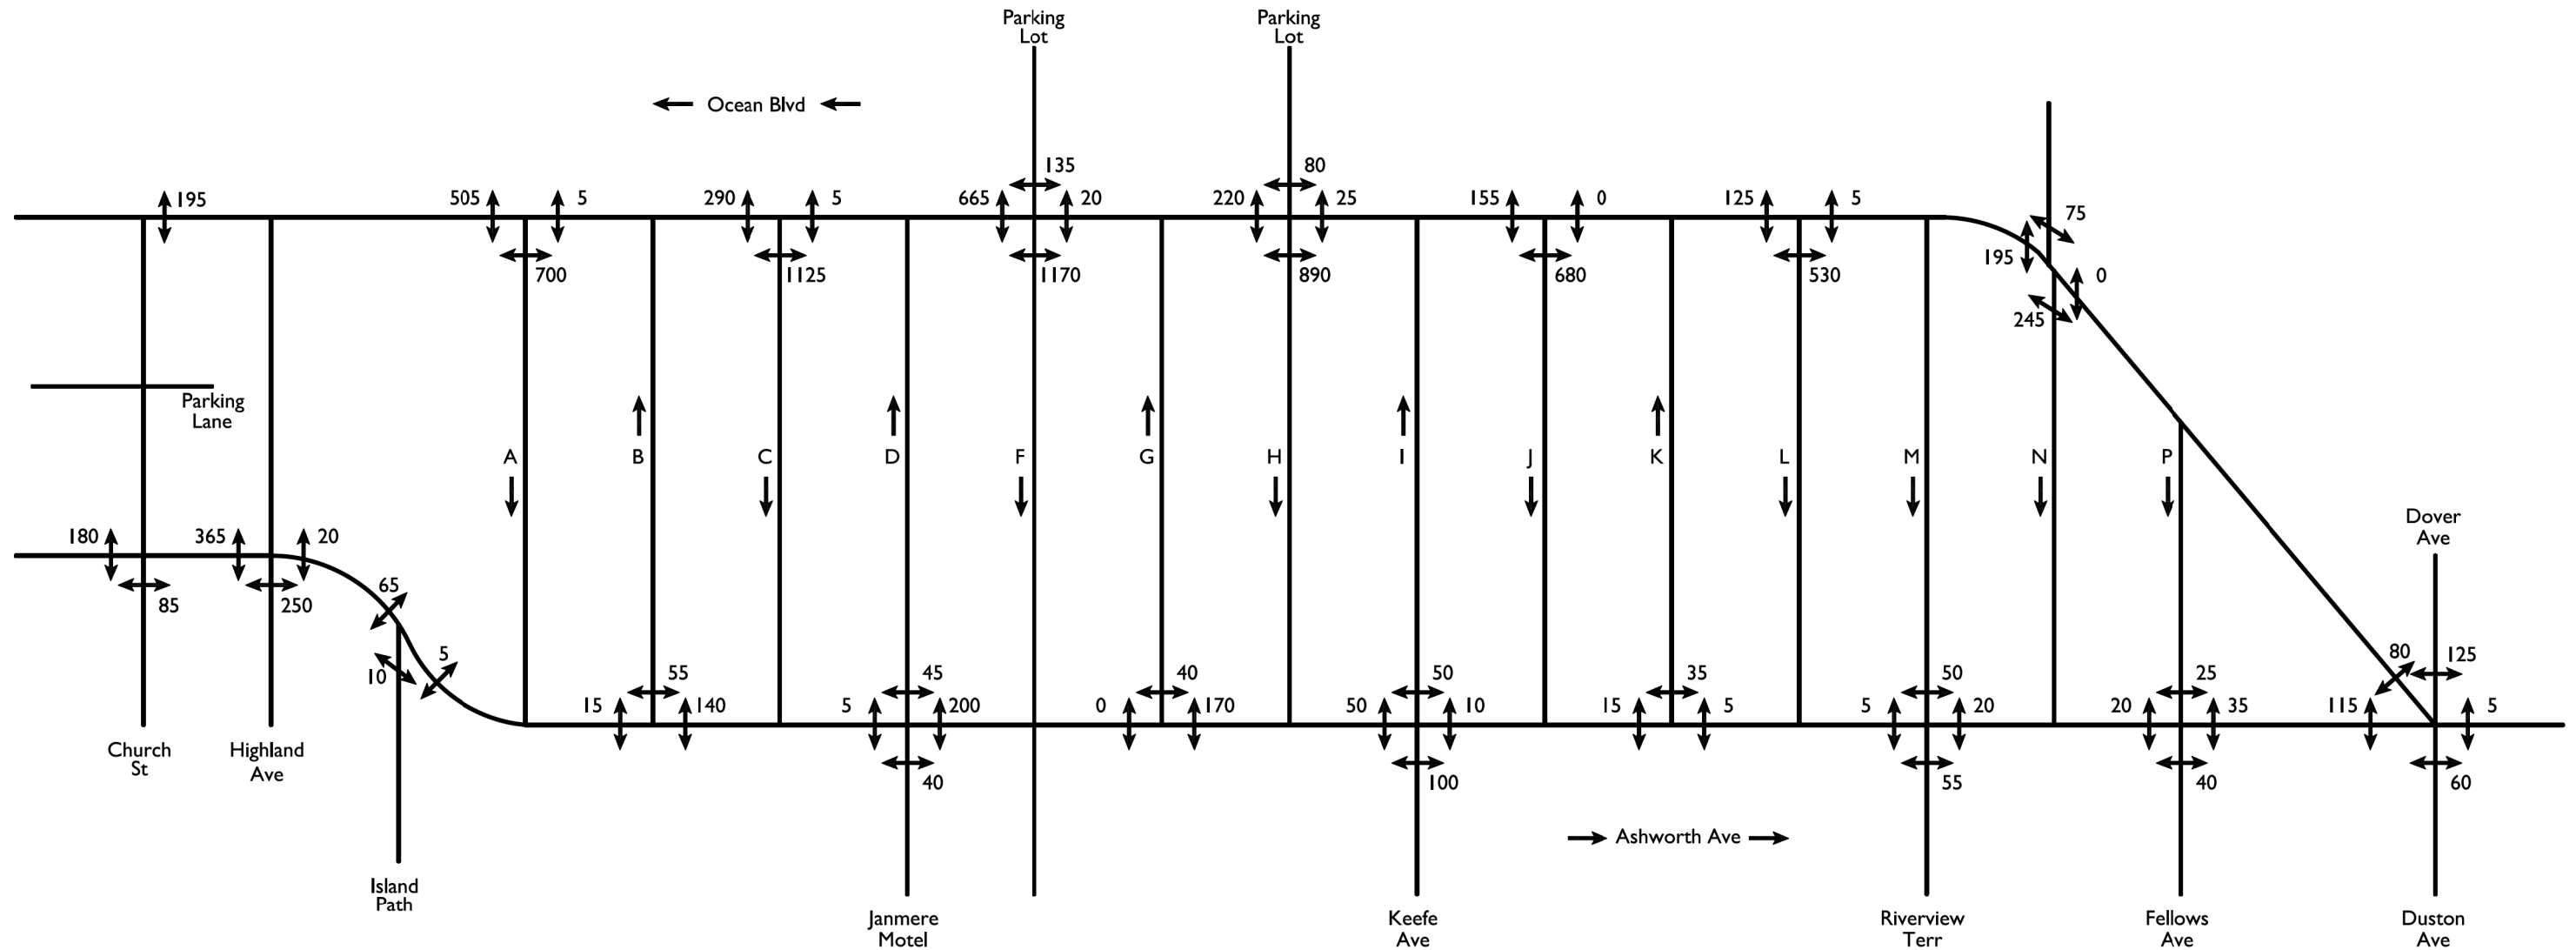 Parking
Lot
Parking
Lot
Ocean Blvd
135
80
195
505
5
290
5
665
20
220
25
155
0
125
5
75
195
0
245
700
1125
1170
890
680
530
Parking
Lane
A
B
C
D
F
G
H
I
J
K
L
M
N
P
Dover
Ave
180
365
20
85
250
65
5
10
55
15
140
45
5
200
40
40
0
170
50
50
10
100
35
15
5
50
5
20
55
25
20
35
40
80
125
115
5
60
Church
St
Highland
Ave
Island
Path
Ashworth Ave
Janmere
Motel
Keefe
Ave
Riverview
Terr
Fellows
Ave
Duston
Ave